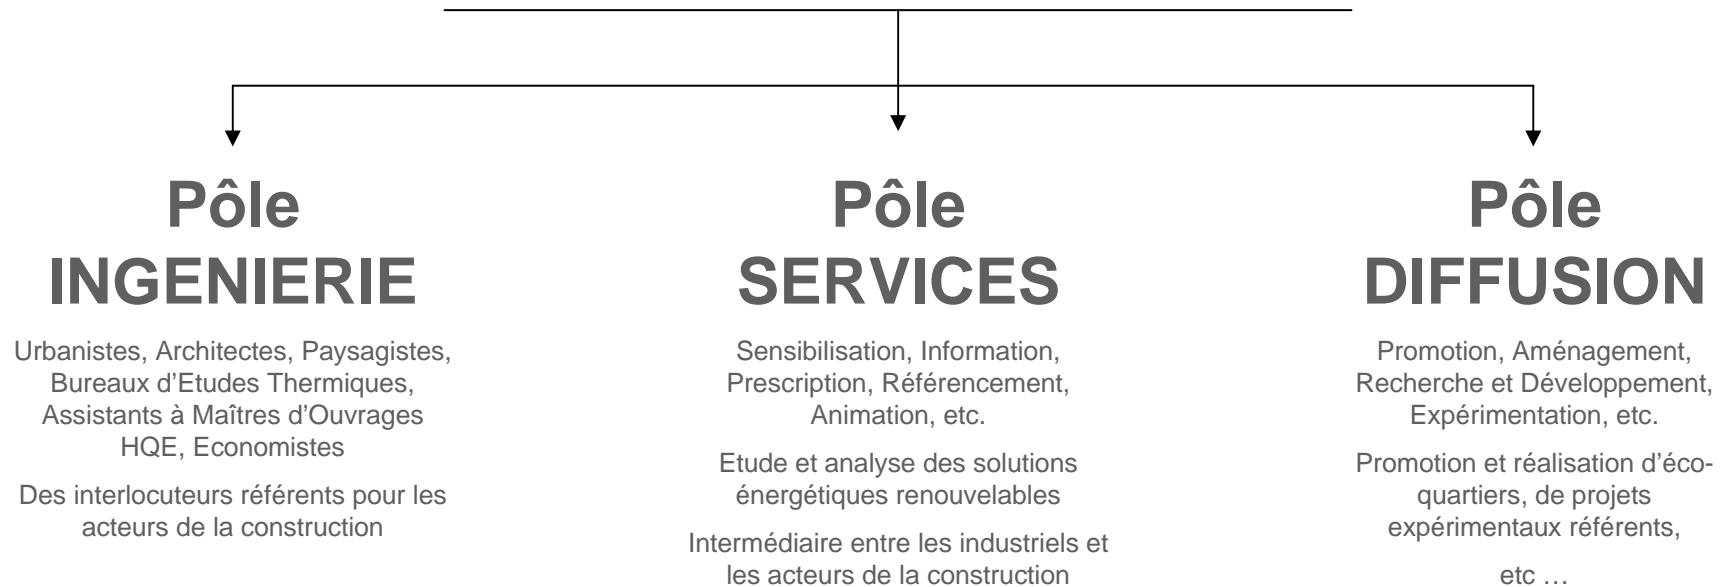 Pôle
INGENIERIE
Urbanistes, Architectes, Paysagistes,
Bureaux d’Etudes Thermiques,
Assistants à Maîtres d’Ouvrages
HQE, Economistes
Des interlocuteurs référents pour les
acteurs de la construction
Pôle
SERVICES
Sensibilisation, Information,
Prescription, Référencement,
Animation, etc.
Etude et analyse des solutions
énergétiques renouvelables
Intermédiaire entre les industriels et
les acteurs de la construction
Pôle
DIFFUSION
Promotion, Aménagement,
Recherche et Développement,
Expérimentation, etc.
Promotion et réalisation d’éco-
quartiers, de projets
expérimentaux référents,
etc …